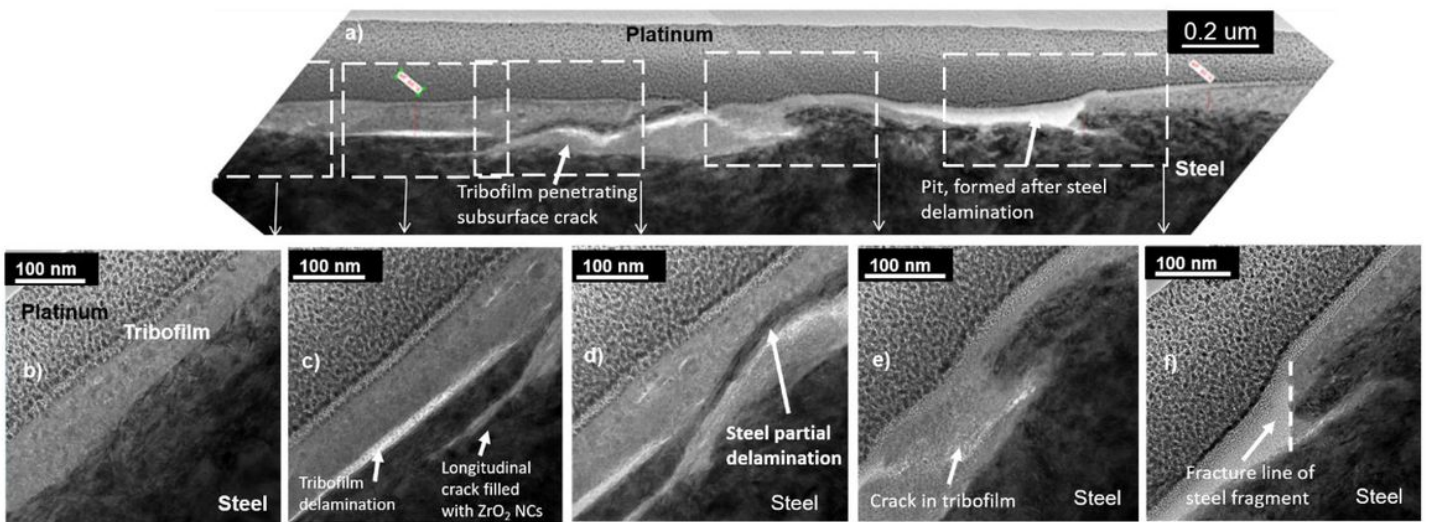 a)
Platinum
0.2 um
Tribofilm penetrating
subsurface crack
Pit, formed after steel
delamination
Steel
100 nm
Platinum
Tribofilm
b)
Steel
100 nm
c)
Tribofilm
delamination
Longitudinal
crack filled
with ZrO₂ NCs
100 nm
d)
Steel partial
delamination
Steel
100 nm
e)
Crack in tribofilm
Steel
100 nm
f)
Fracture line of
steel fragment
Steel